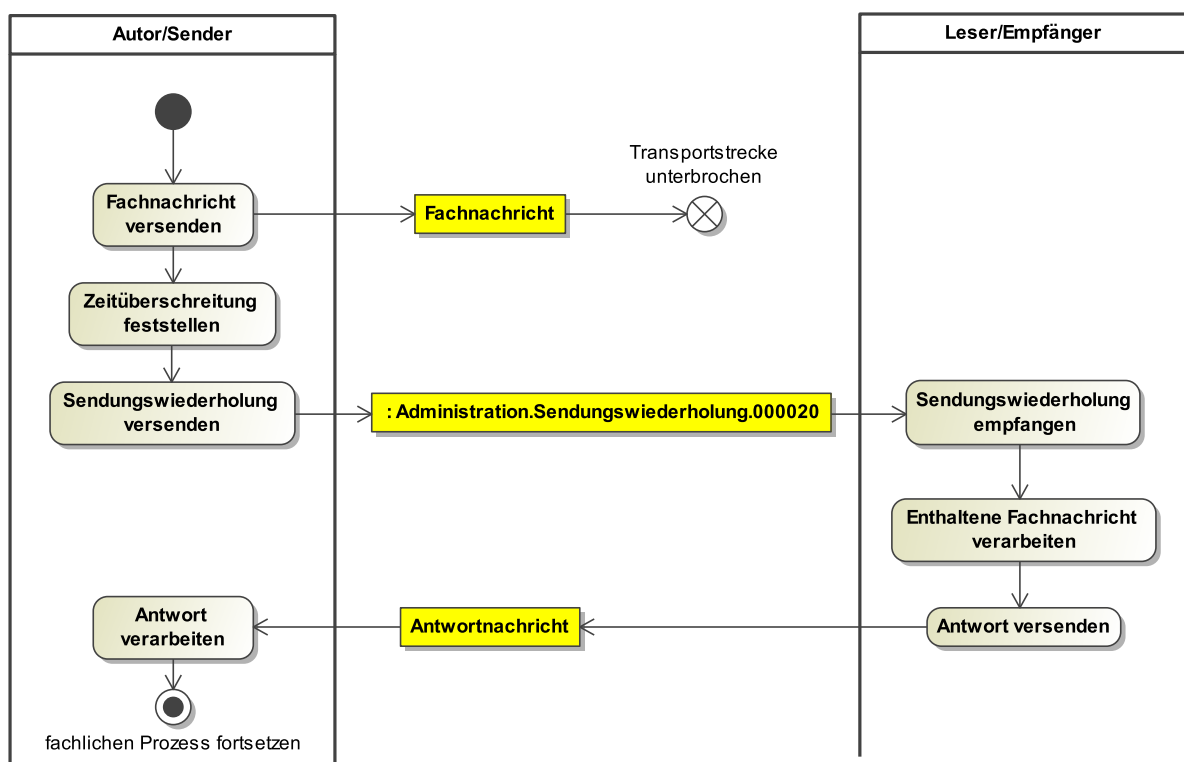 Autor/Sender
Leser/Empfänger
Transportstrecke
unterbrochen
Fachnachricht
versenden
Fachnachricht
Zeitüberschreitung
feststellen
Sendungswiederholung
versenden
: Administration.Sendungswiederholung.000020
Sendungswiederholung
empfangen
Enthaltene Fachnachricht
verarbeiten
Antwort
verarbeiten
Antwortnachricht
Antwort versenden
fachlichen Prozess fortsetzen